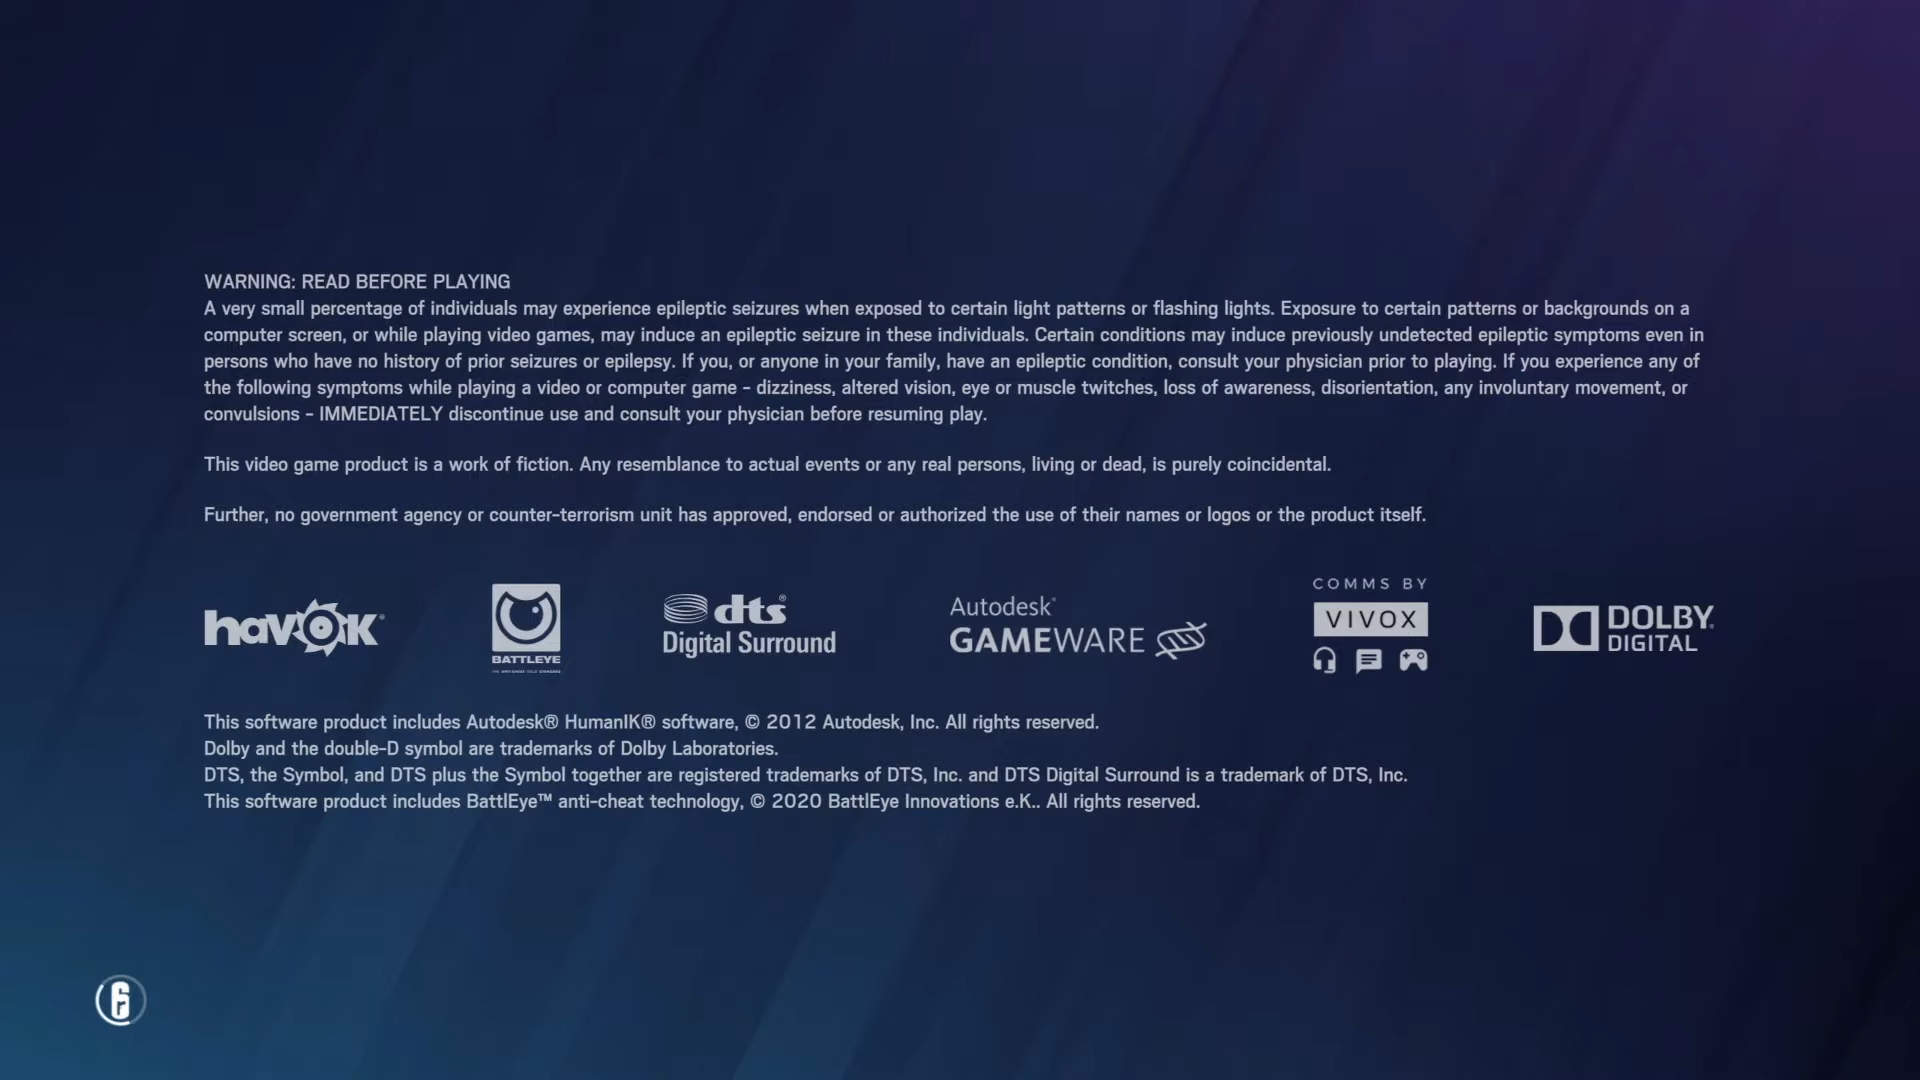 WARNING: READ BEFORE PLAYING
A very small percentage of individuals may experience epileptic seizures when exposed to certain light patterns or flashing lights. Exposure to certain patterns or backgrounds on a
computer screen, or while playing video games, may induce an epileptic seizure in these individuals. Certain conditions may induce previously undetected epileptic symptoms even in
persons who have no history of prior seizures or epilepsy. If you, or anyone in your family, have an epileptic condition, consult your physician prior to playing. If you experience any of
the following symptoms while playing a video or computer game - dizziness, altered vision, eye or muscle twitches, loss of awareness, disorientation, any involuntary movement, or
convulsions - IMMEDIATELY discontinue use and consult your physician before resuming play.
This video game product is a work of fiction. Any resemblance to actual events or any real persons, living or dead, is purely coincidental.
Further, no government agency or counter-terrorism unit has approved, endorsed or authorized the use of their names or logos or the product itself.
havok®
BATTLEYE
dts®
Digital Surround
Autodesk®
GAMEWARE
COMMS BY
VIVOX
DOLBY®
DIGITAL
This software product includes Autodesk® HumanIK® software, © 2012 Autodesk, Inc. All rights reserved.
Dolby and the double-D symbol are trademarks of Dolby Laboratories.
DTS, the Symbol, and DTS plus the Symbol together are registered trademarks of DTS, Inc. and DTS Digital Surround is a trademark of DTS, Inc.
This software product includes BattlEye™ anti-cheat technology, © 2020 BattlEye Innovations e.K.. All rights reserved.
6